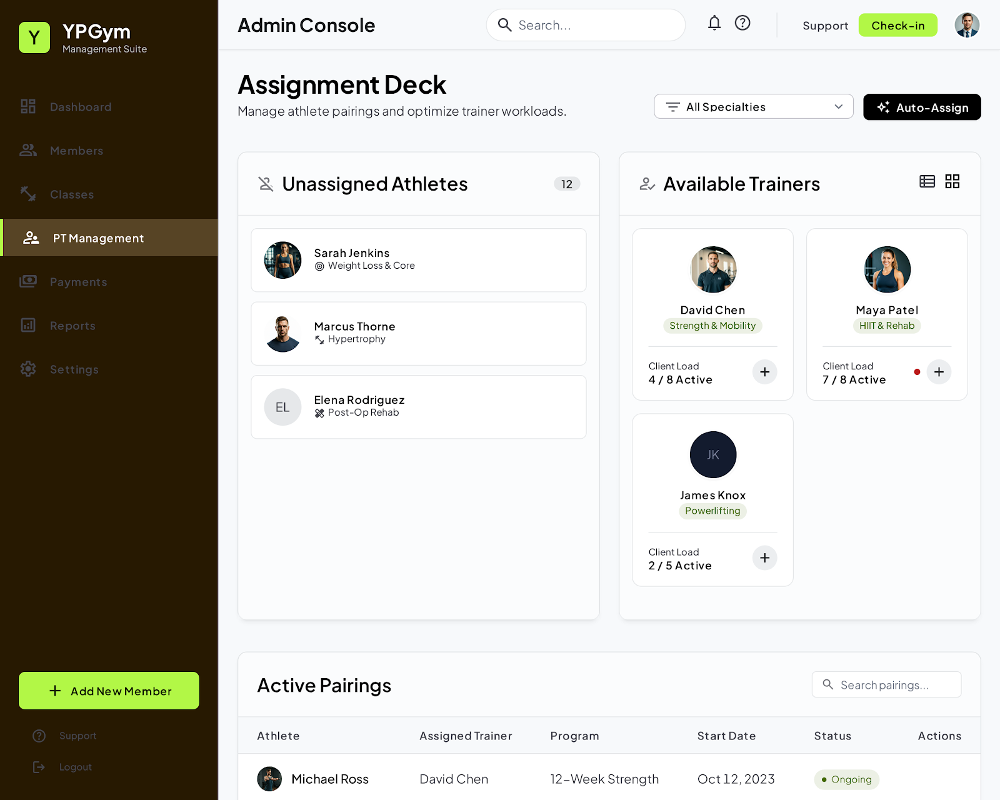 Y
YPGym
Management Suite
Dashboard
Members
Classes
PT Management
Payments
Reports
Settings
Add New Member
Support
Logout
Admin Console
Search...
Support
Check-in
Assignment Deck
Manage athlete pairings and optimize trainer workloads.
All Specialties
Auto-Assign
Unassigned Athletes
12
Sarah Jenkins
Weight Loss & Core
Marcus Thorne
Hypertrophy
EL
Elena Rodriguez
Post-Op Rehab
Available Trainers
David Chen
Strength & Mobility
Client Load
4 / 8 Active
Maya Patel
HIIT & Rehab
Client Load
7 / 8 Active
JK
James Knox
Powerlifting
Client Load
2 / 5 Active
Active Pairings
Search pairings...
Athlete Assigned Trainer Program Start Date Status Actions
Michael Ross David Chen 12-Week Strength Oct 12, 2023 Ongoing